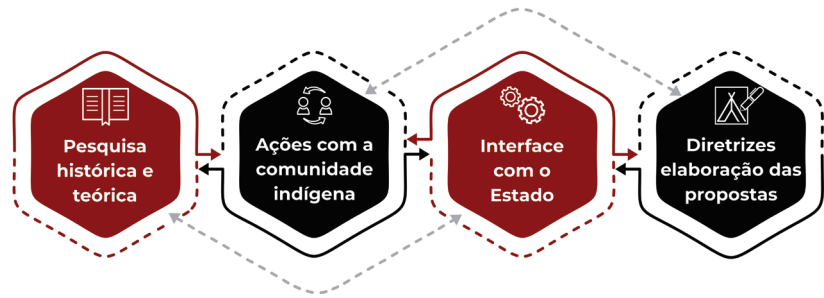 Pesquisa
histórica e
teórica
Ações com a
comunidade
indígena
Interface
com o
Estado
Diretrizes
elaboração das
propostas